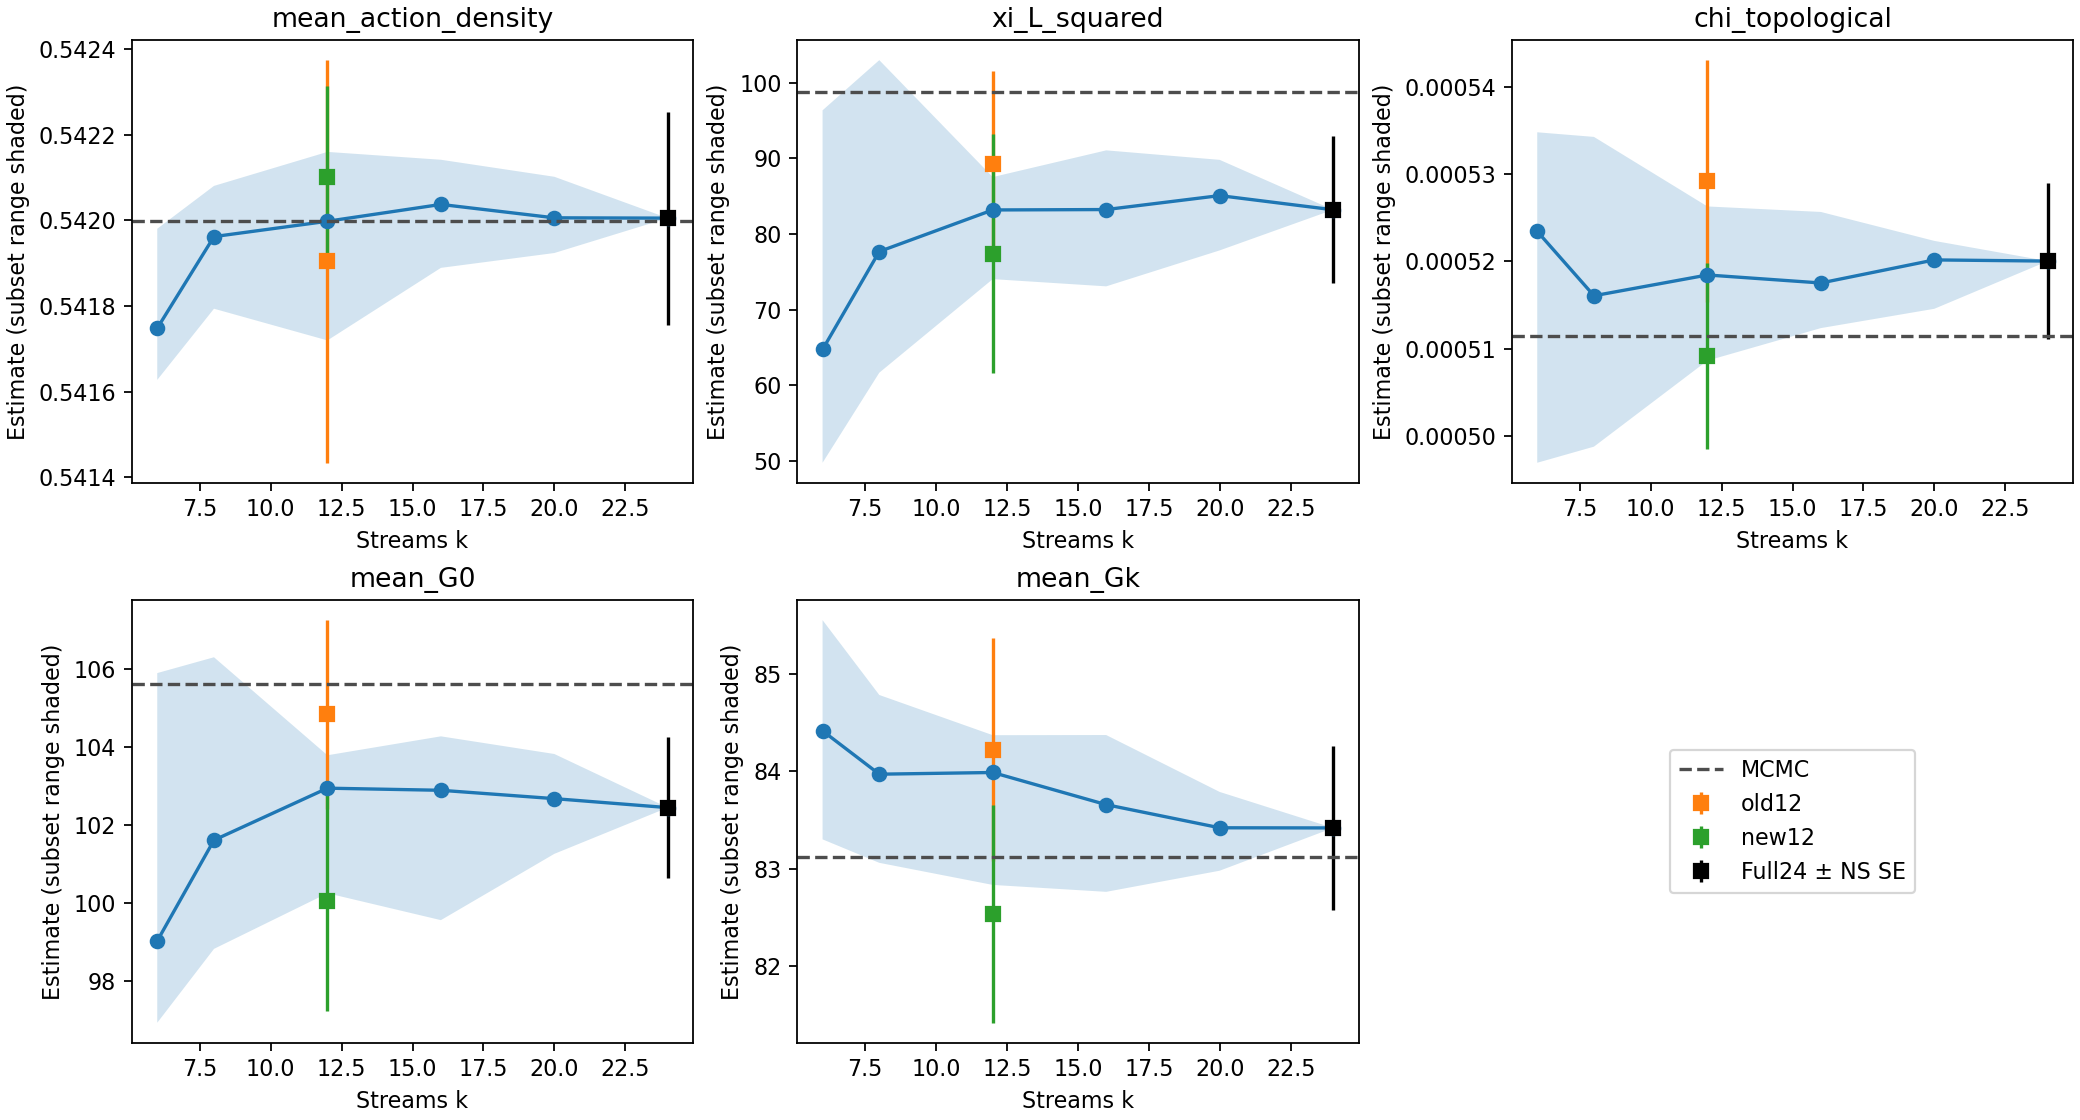 mean_action_density
Estimate (subset range shaded)
0.5424
0.5422
0.5420
0.5418
0.5416
0.5414
7.5 10.0 12.5 15.0 17.5 20.0 22.5
Streams k
xi_L_squared
Estimate (subset range shaded)
100
90
80
70
60
50
7.5 10.0 12.5 15.0 17.5 20.0 22.5
Streams k
chi_topological
Estimate (subset range shaded)
0.00054
0.00053
0.00052
0.00051
0.00050
7.5 10.0 12.5 15.0 17.5 20.0 22.5
Streams k
mean_G0
Estimate (subset range shaded)
106
104
102
100
98
7.5 10.0 12.5 15.0 17.5 20.0 22.5
Streams k
mean_Gk
Estimate (subset range shaded)
85
84
83
82
7.5 10.0 12.5 15.0 17.5 20.0 22.5
Streams k
MCMC
old12
new12
Full24 ± NS SE